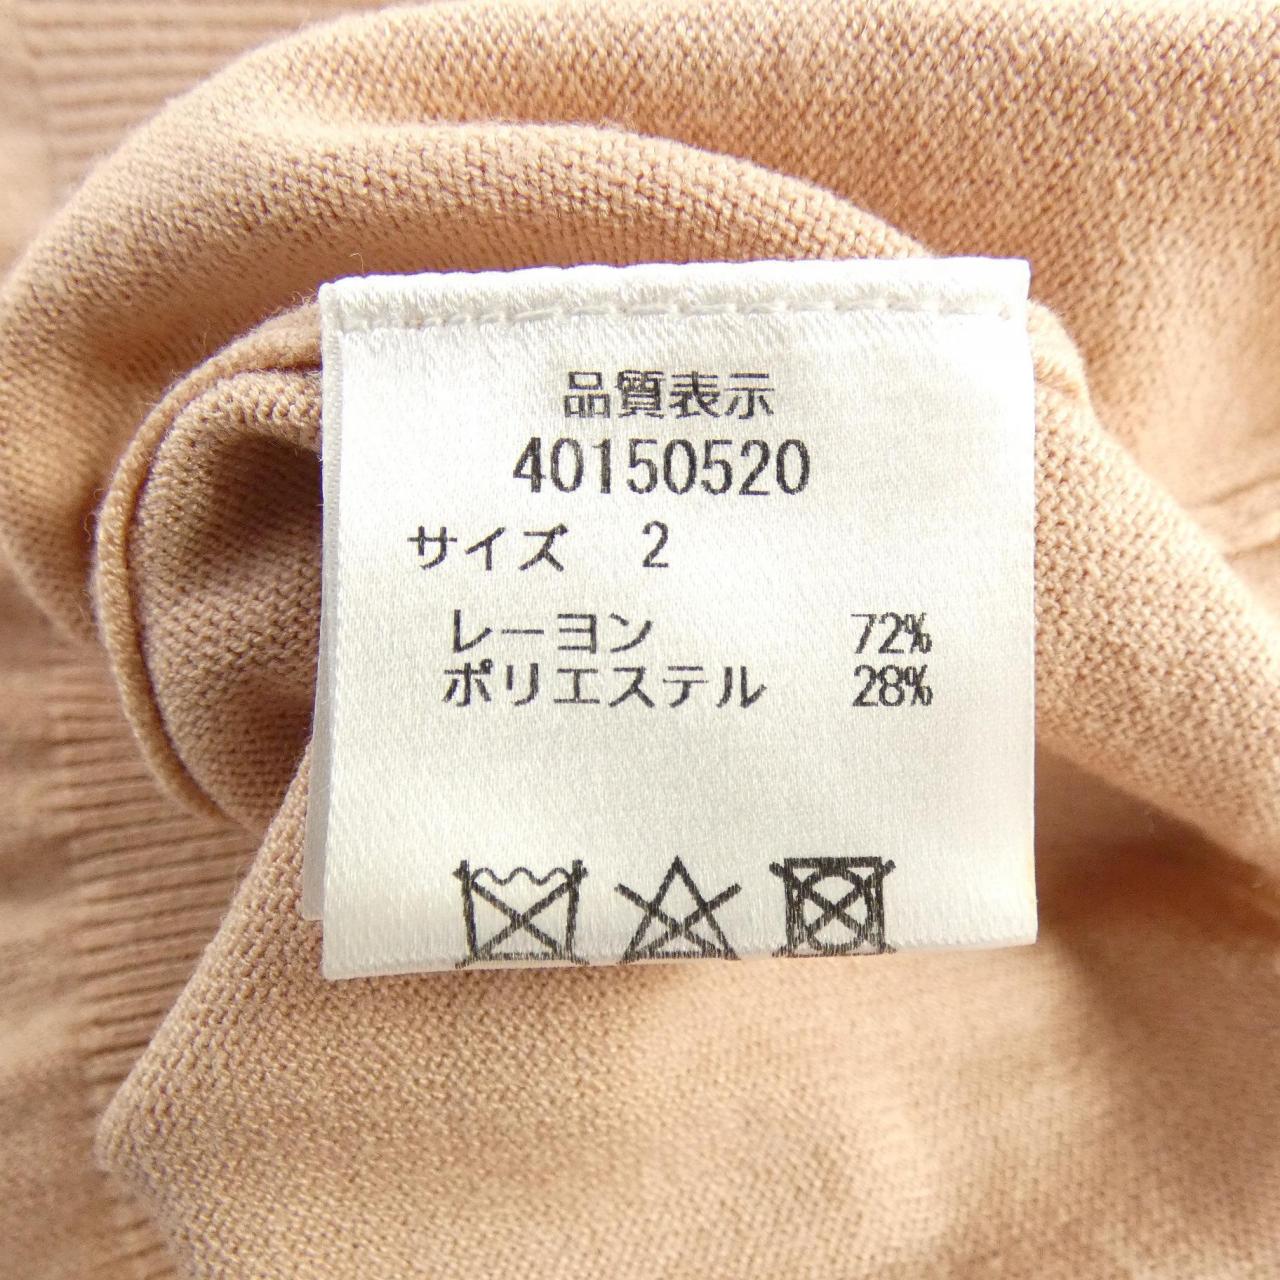 品質表示
40150520
サイズ 2
レーヨン 72%
ポリエステル 28%